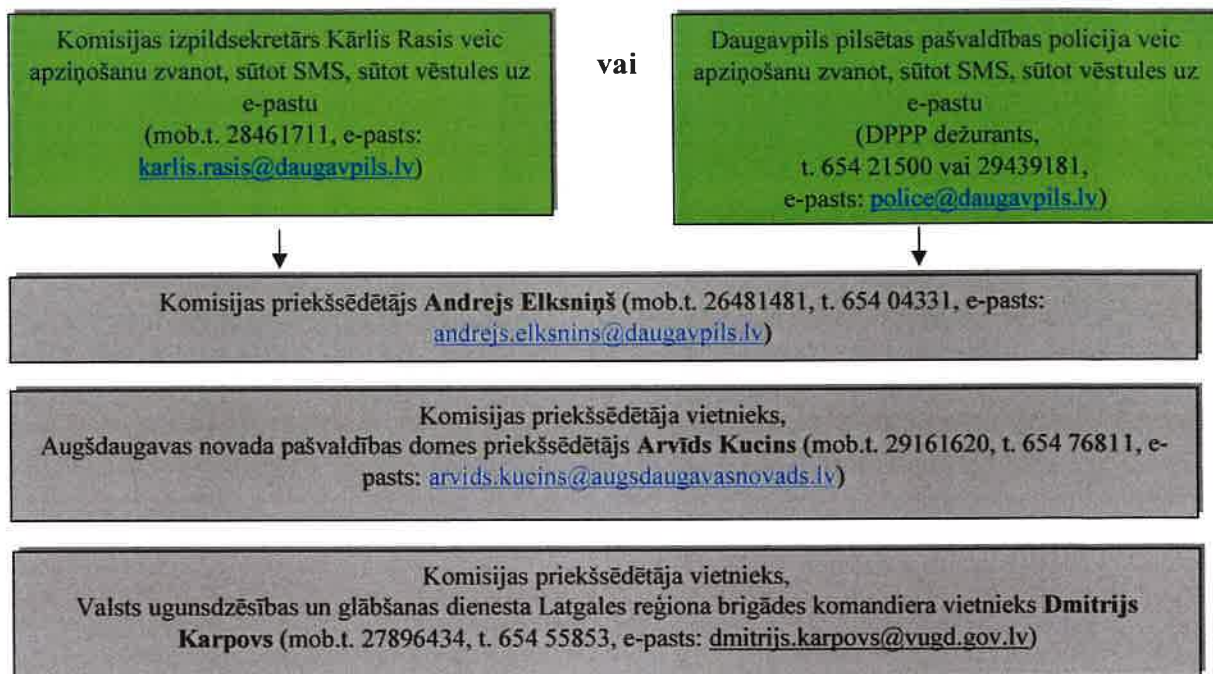 Komisijas izpildsekretārs Kārlis Rasis veic
apziņošanu zvanot, sūtot SMS, sūtot vēstules uz
e-pastu
(mob.t. 28461711, e-pasts:
karlis.rasis@daugavpils.lv)
vai
Daugavpils pilsētas pašvaldības policija veic
apziņošanu zvanot, sūtot SMS, sūtot vēstules uz
e-pastu
(DPPP dežurants,
t. 654 21500 vai 29439181,
e-pasts: police@daugavpils.lv)
Komisijas priekšsēdētājs Andrejs Elksniņš (mob.t. 26481481, t. 654 04331, e-pasts:
andrejs.elksnins@daugavpils.lv)
Komisijas priekšsēdētāja vietnieks,
Augšdaugavas novada pašvaldības domes priekšsēdētājs Arvīds Kucins (mob.t. 29161620, t. 654 76811, e-
pasts: arvids.kucins@augsdaugavasnovads.lv)
Komisijas priekšsēdētāja vietnieks,
Valsts ugunsdzēsības un glābšanas dienesta Latgales reģiona brigādes komandiera vietnieks Dmitrijs
Karpovs (mob.t. 27896434, t. 654 55853, e-pasts: dmitrijs.karpovs@vugd.gov.lv)